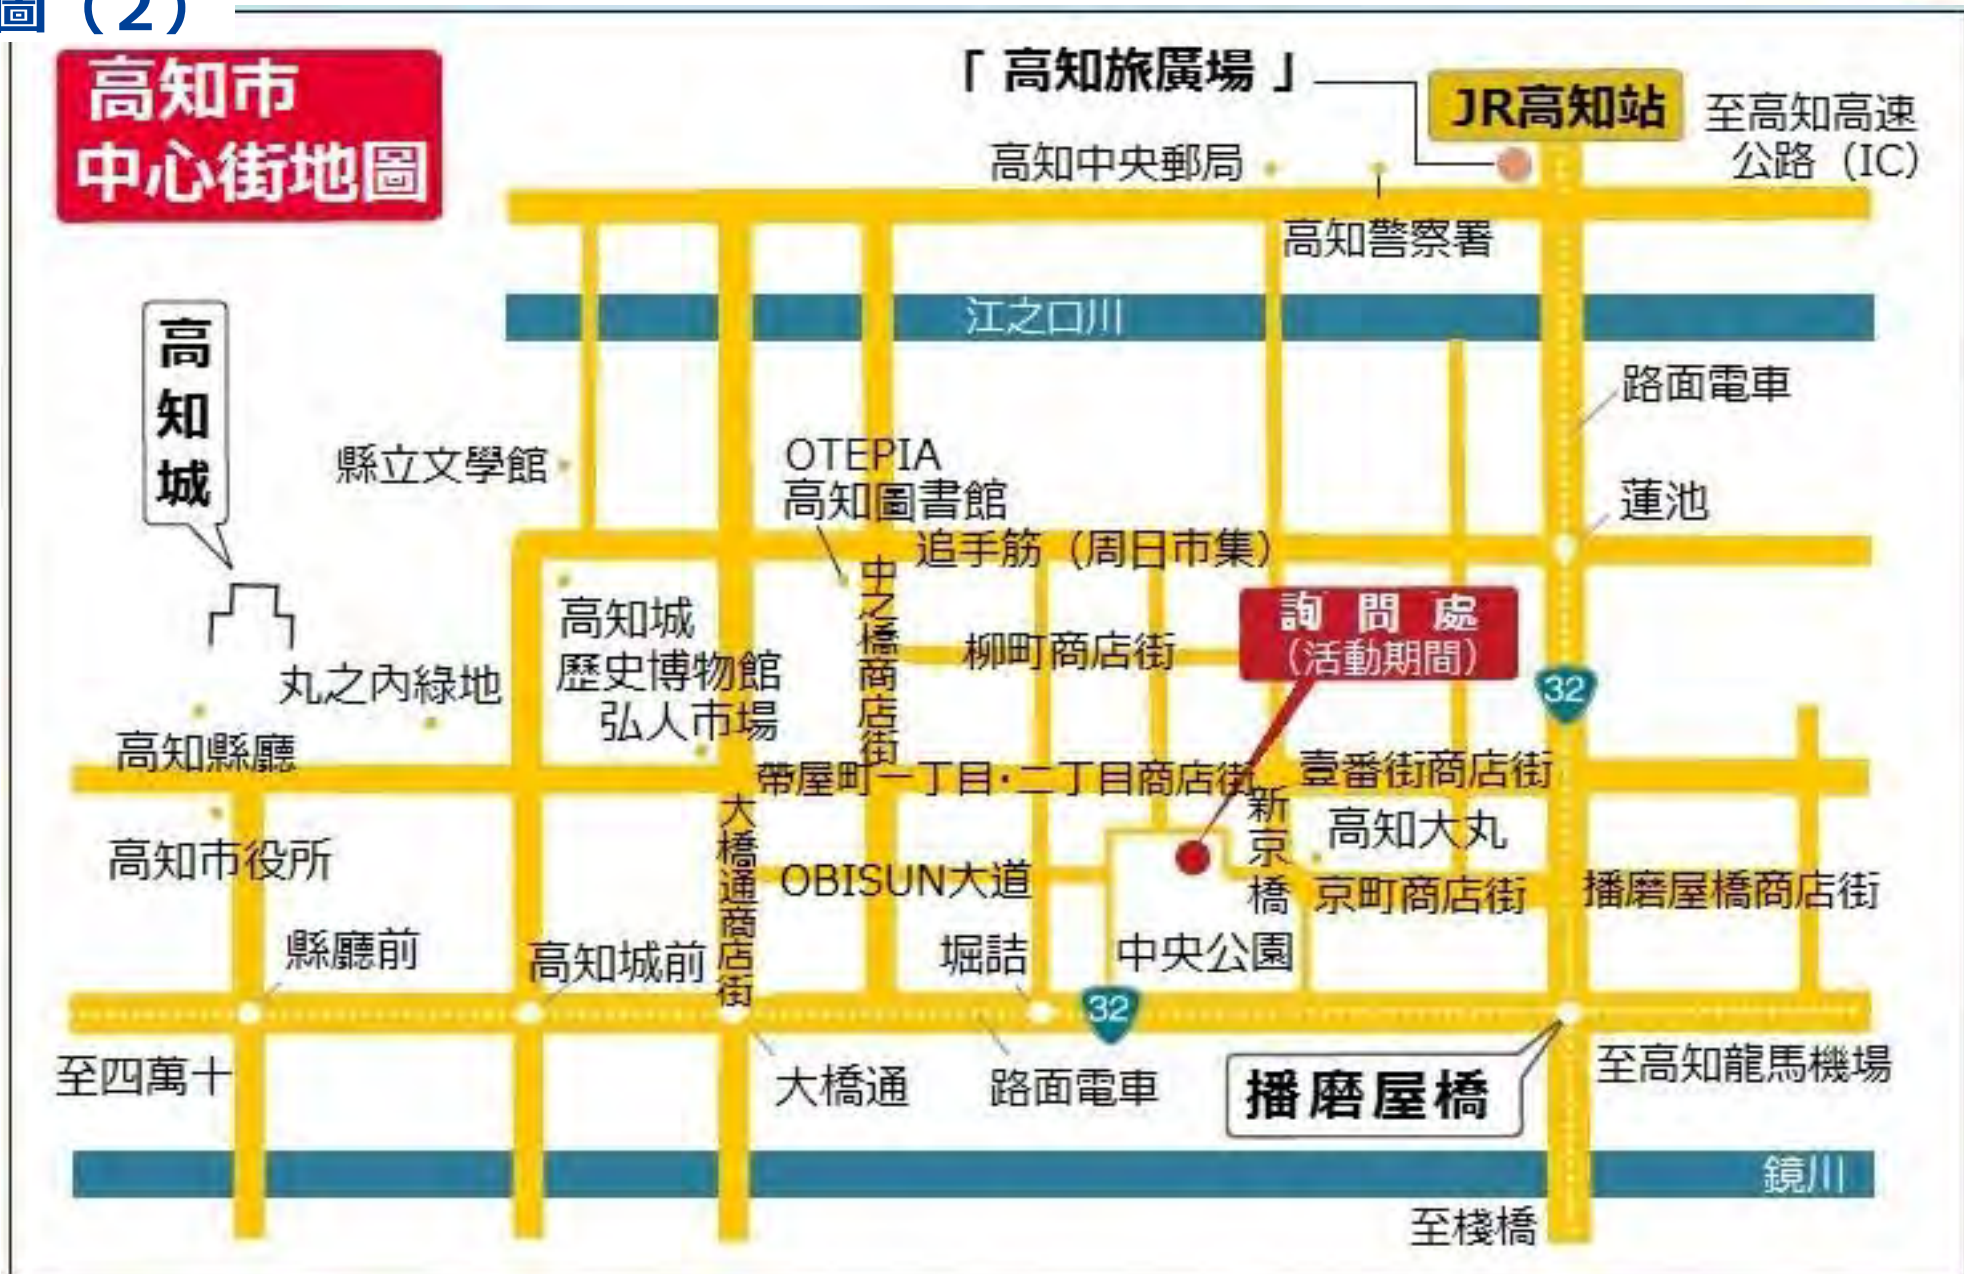 圖（2）
高知市
中心街地圖
「 高知旅廣場 」
JR高知站
至高知高速
公路（IC）
高知中央郵局
高知警察署
江之口川
高知城
路面電車
縣立文學館
OTEPIA
高知圖書館
蓮池
追手筋（周日市集）
中之橋商店街
詢問處
（活動期間）
高知城
歷史博物館
柳町商店街
丸之內綠地
32
弘人市場
高知縣廳
帶屋町一丁目·二丁目商店街
壹番街商店街
大橋通商店街
新京橋
高知大丸
高知市役所
OBISUN大道
京町商店街
播磨屋橋商店街
縣廳前
高知城前
堀詰
中央公園
32
至四萬十
大橋通
路面電車
播磨屋橋
至高知龍馬機場
鏡川
至棧橋